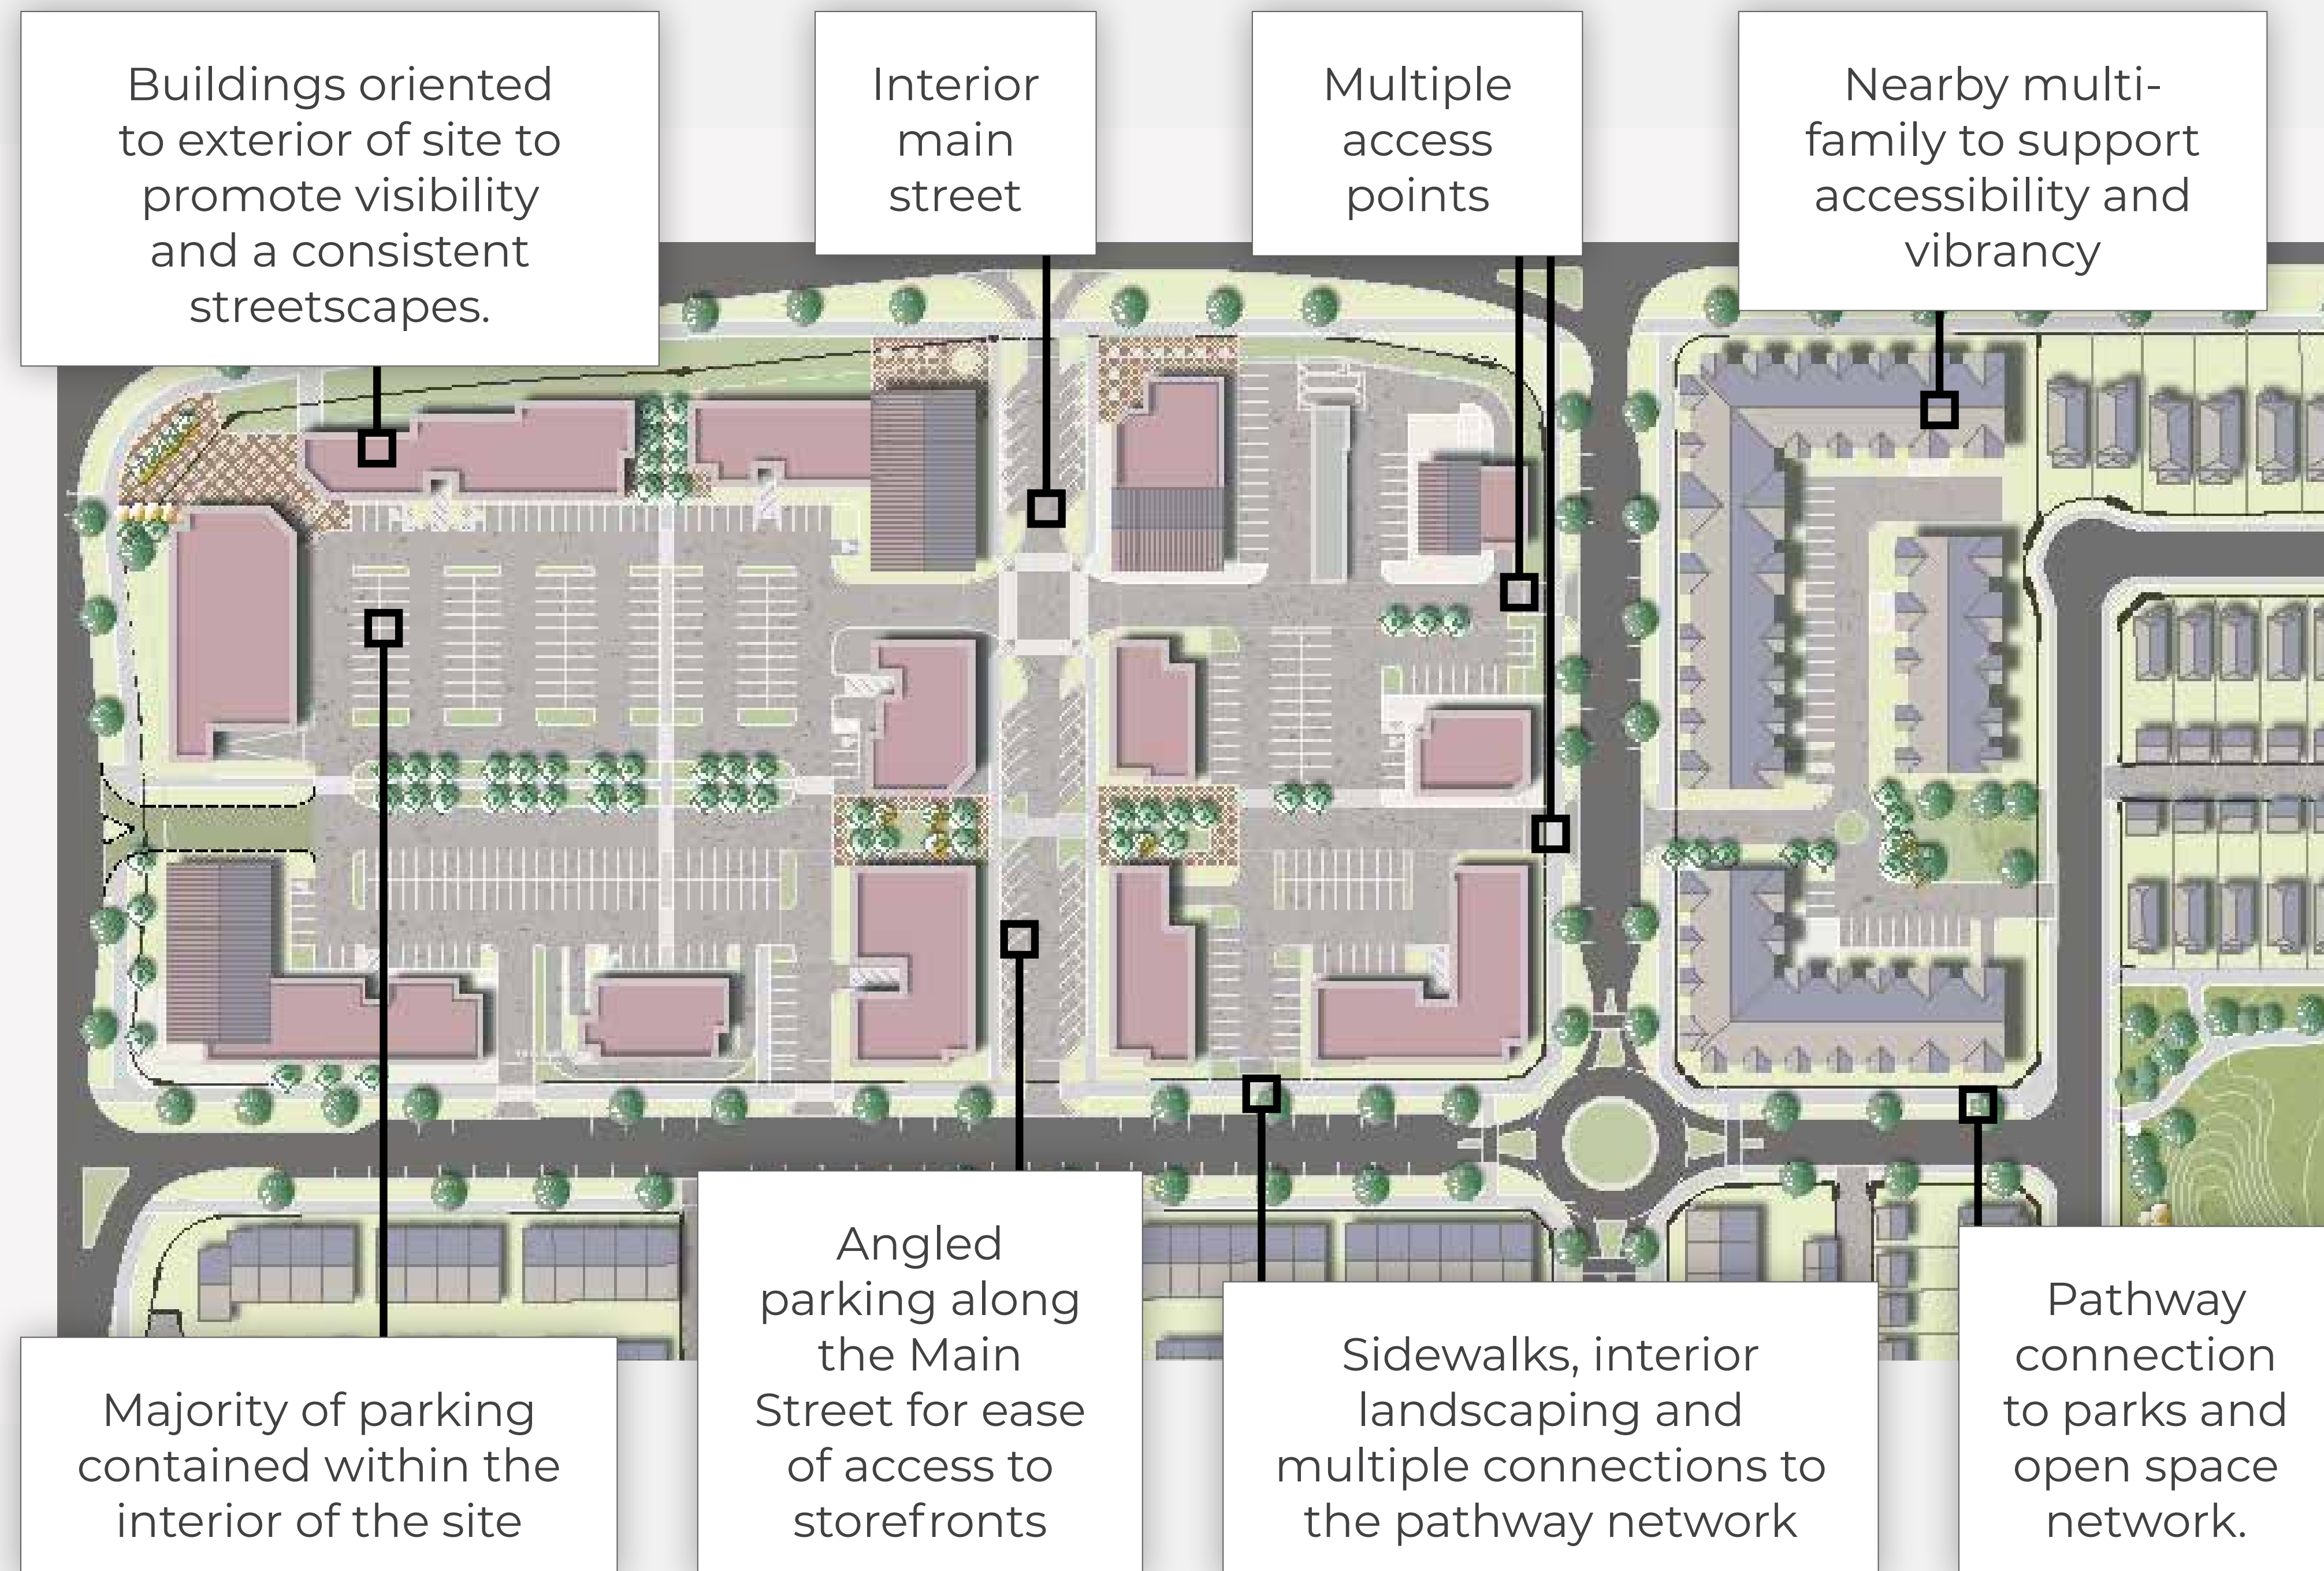 Buildings oriented
to exterior of site to
promote visibility
and a consistent
streetscapes.
Interior
main
street
Multiple
access
points
Nearby multi-
family to support
accessibility and
vibrancy
Majority of parking
contained within the
interior of the site
Angled
parking along
the Main
Street for ease
of access to
storefronts
Sidewalks, interior
landscaping and
multiple connections to
the pathway network
Pathway
connection
to parks and
open space
network.